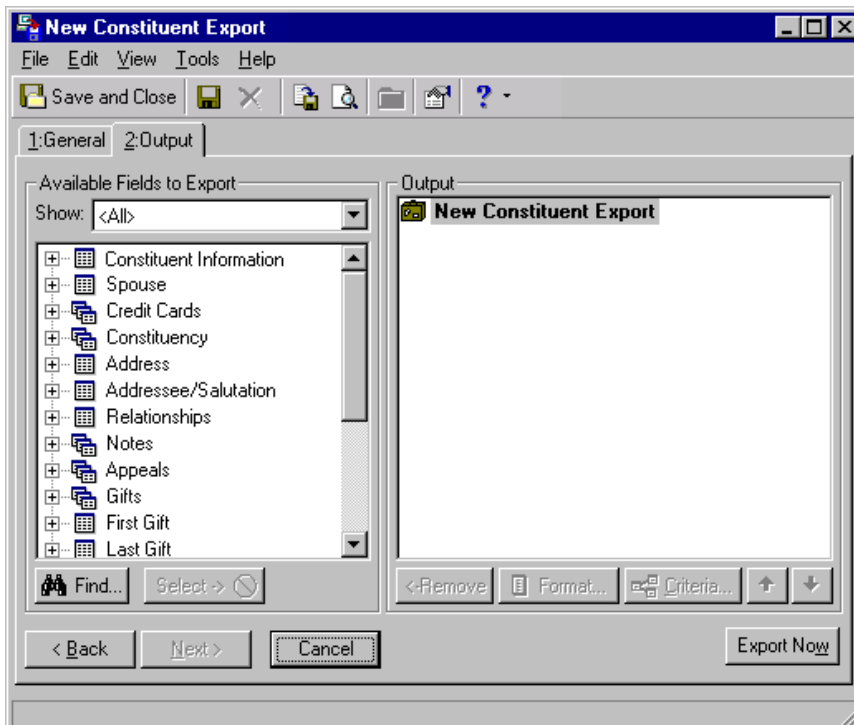 New Constituent Export
File Edit View Tools Help
Save and Close ?
1:General 2:Output
Available Fields to Export
Show: <All>
Constituent Information
Spouse
Credit Cards
Constituency
Address
Addressee/Salutation
Relationships
Notes
Appeals
Gifts
First Gift
Last Gift
Find... Select ->
Output
New Constituent Export
<-Remove Format... Criteria...
< Back Next > Cancel Export Now